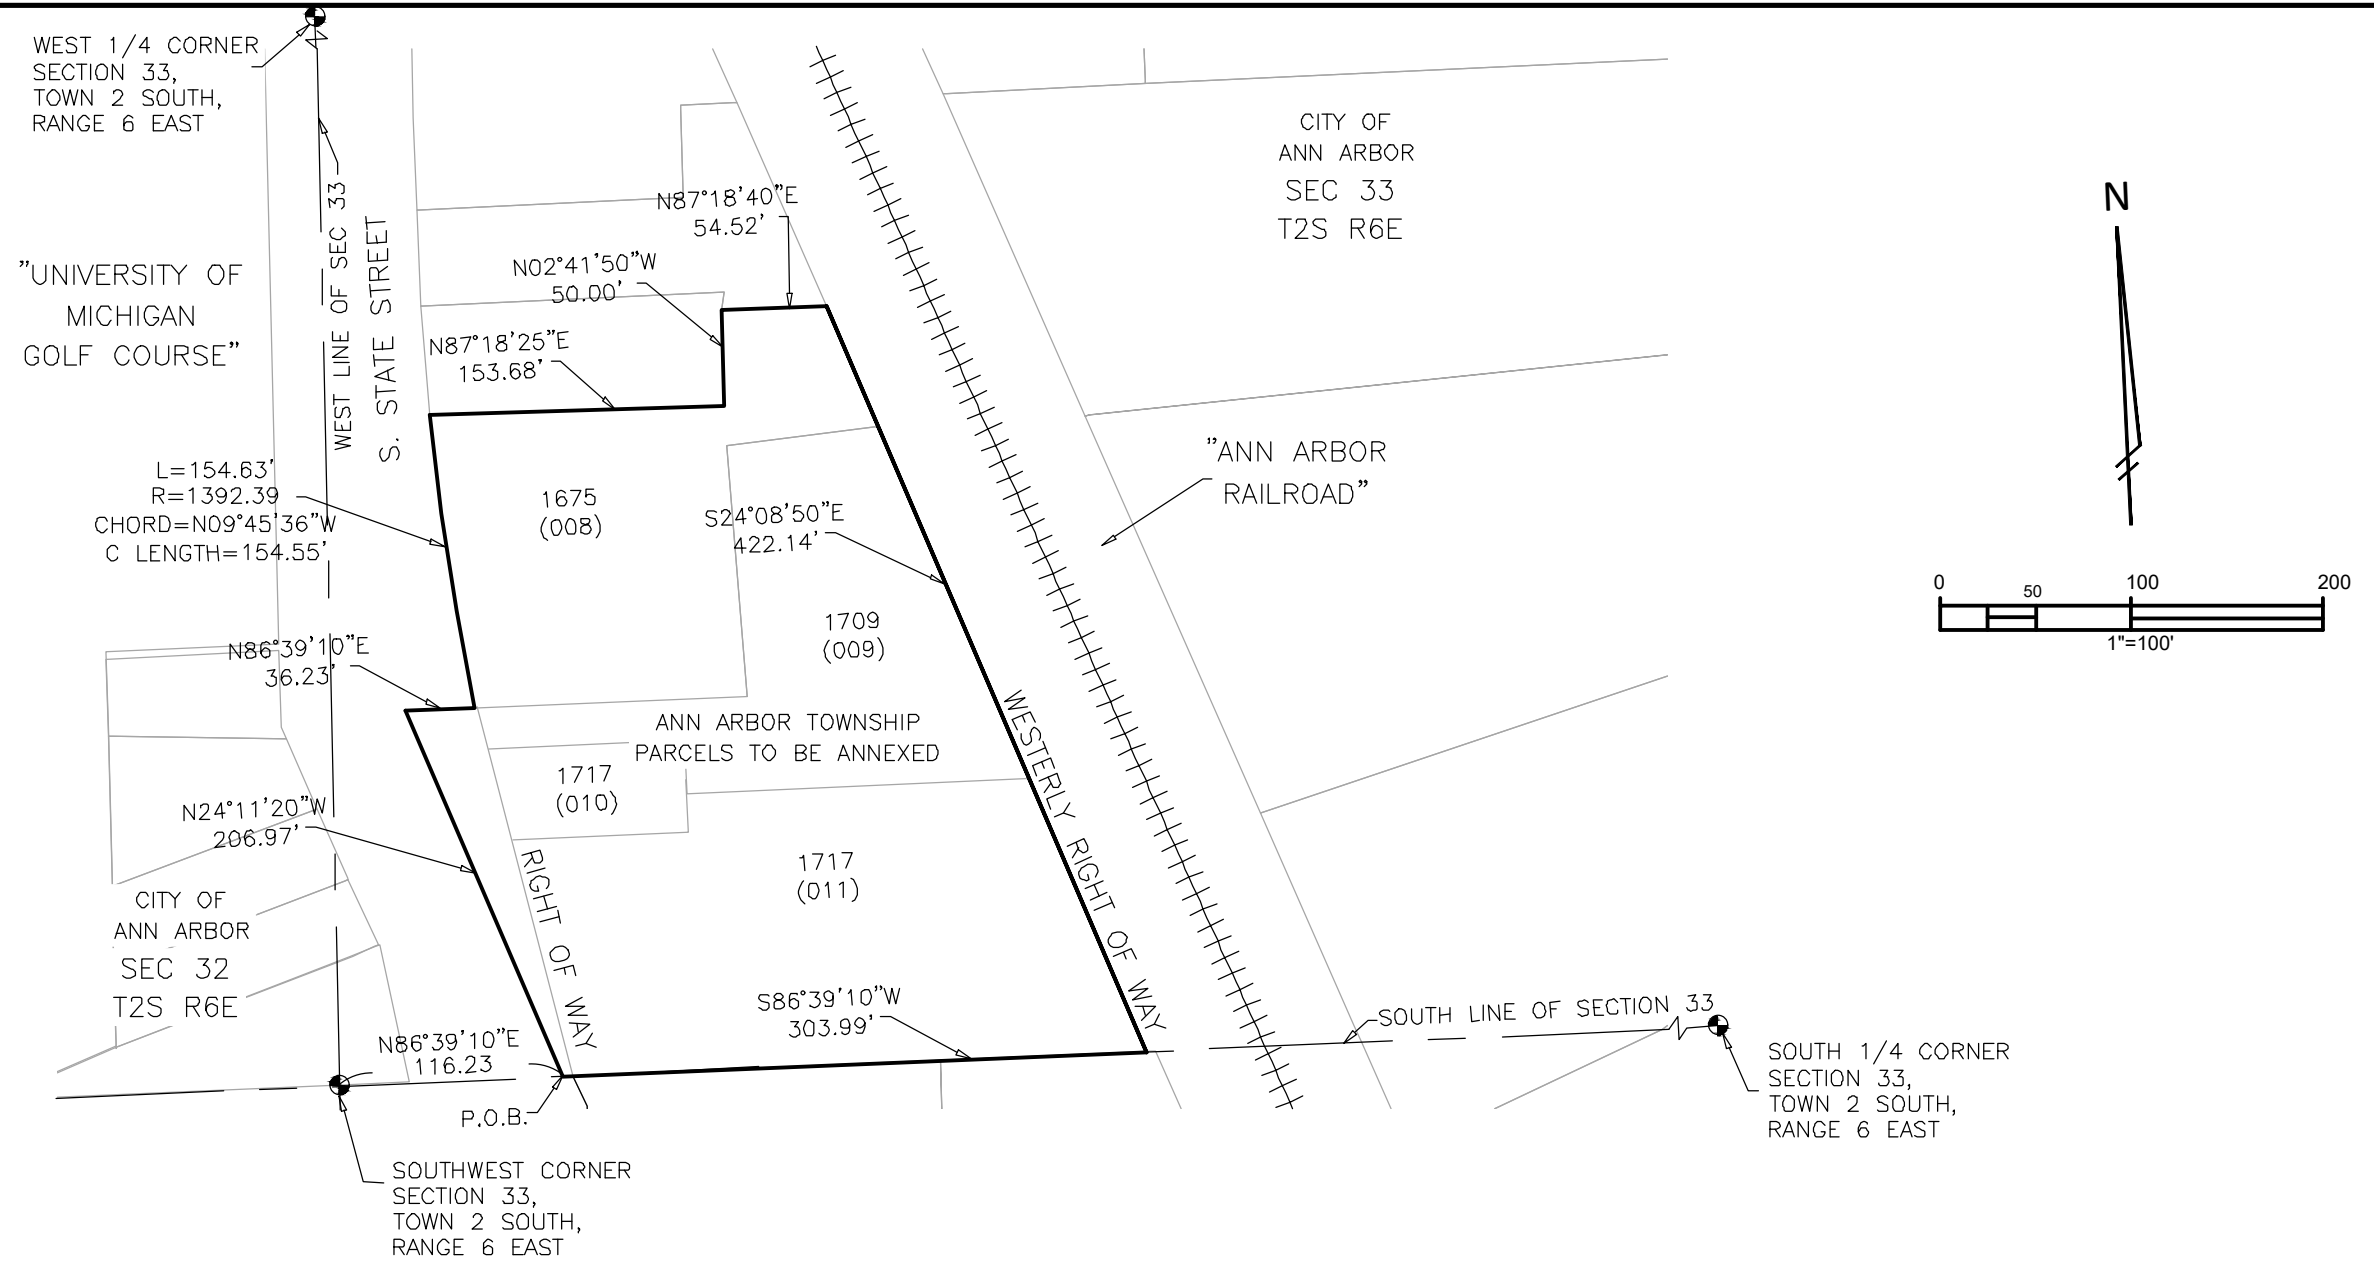 WEST 1/4 CORNER
SECTION 33,
TOWN 2 SOUTH,
RANGE 6 EAST
WEST LINE OF SEC 33
S. STATE STREET
"UNIVERSITY OF
MICHIGAN
GOLF COURSE"
N87°18'40"E
54.52'
N02°41'50"W
50.00'
N87°18'25"E
153.68'
CITY OF
ANN ARBOR
SEC 33
T2S R6E
N
0 50 100 200
1"=100'
"ANN ARBOR
RAILROAD"
L=154.63'
R=1392.39
CHORD=N09°45'36"W
C LENGTH=154.55'
1675
(008)
S24°08'50"E
422.14'
1709
(009)
N86°39'10"E
36.23'
ANN ARBOR TOWNSHIP
PARCELS TO BE ANNEXED
1717
(010)
WESTERLY RIGHT OF WAY
N24°11'20"W
206.97'
1717
(011)
RIGHT OF WAY
CITY OF
ANN ARBOR
SEC 32
T2S R6E
S86°39'10"W
303.99'
SOUTH LINE OF SECTION 33
N86°39'10"E
116.23
P.O.B.
SOUTH 1/4 CORNER
SECTION 33,
TOWN 2 SOUTH,
RANGE 6 EAST
SOUTHWEST CORNER
SECTION 33,
TOWN 2 SOUTH,
RANGE 6 EAST